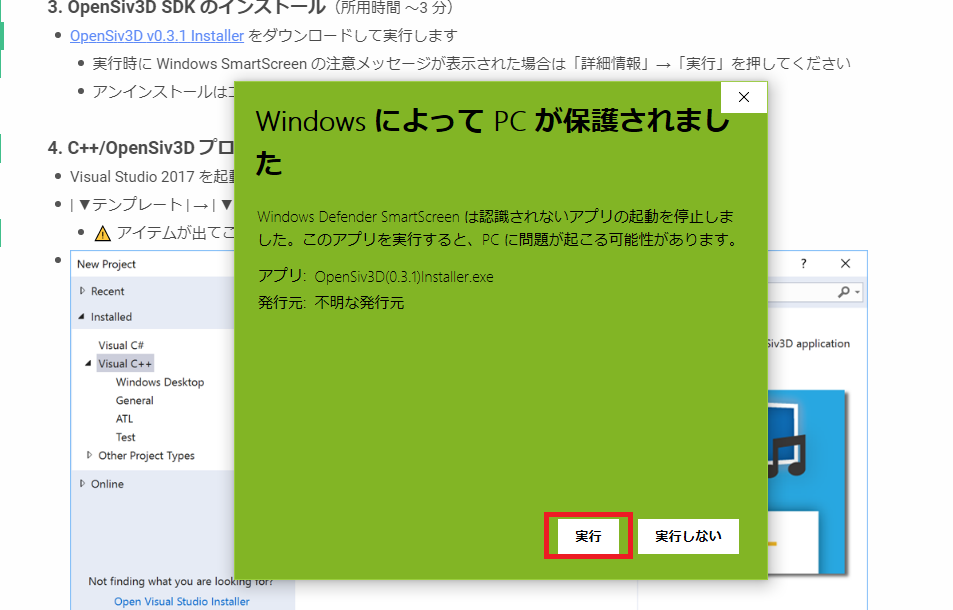 3. OpenSiv3D SDK のインストール（所用時間 ～3 分）
OpenSiv3D v0.3.1 Installer をダウンロードして実行します
実行時に Windows SmartScreen の注意メッセージが表示された場合は「詳細情報」→「実行」を押してください
アンインストールはコ
Windows によって PC が保護されまし
た
4. C++/OpenSiv3D プロ
Visual Studio 2017 を起動
| ▼テンプレート | → | ▼
⚠ アイテムが出てこ
Windows Defender SmartScreen は認識されないアプリの起動を停止しま
した。このアプリを実行すると、PC に問題が起こる可能性があります。
アプリ: OpenSiv3D(0.3.1)Installer.exe
発行元: 不明な発行元
実行
実行しない
New Project
? ×
Recent
Installed
Visual C#
Visual C++
Windows Desktop
General
ATL
Test
Other Project Types
Online
Siv3D application
Not finding what you are looking for?
Open Visual Studio Installer